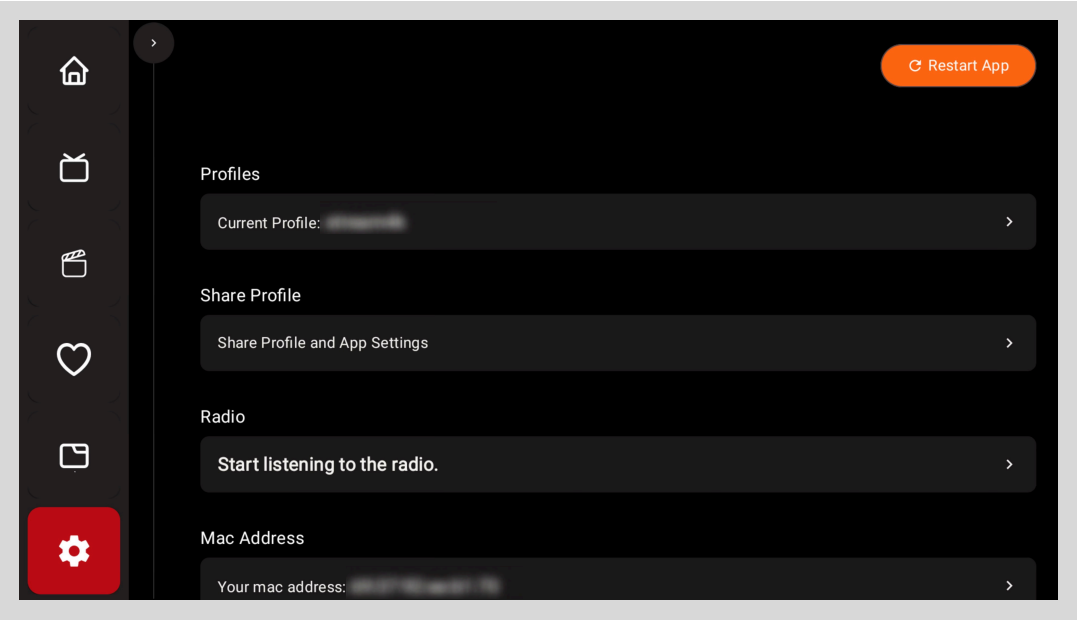 Restart App
Profiles
Current Profile:
Share Profile
Share Profile and App Settings
Radio
Start listening to the radio.
Mac Address
Your mac address: